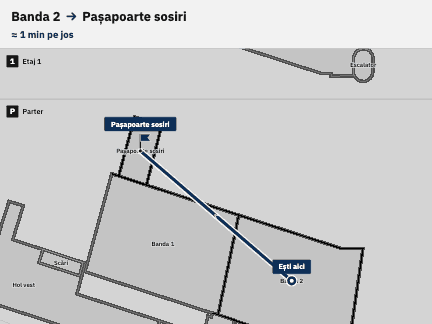 Banda 2 → Pașapoarte sosiri
≈ 1 min pe jos
1 Etaj 1
Escalator
P Parter
Pașapoarte sosiri
Banda 1
Ești aici
Scări
Hol vest